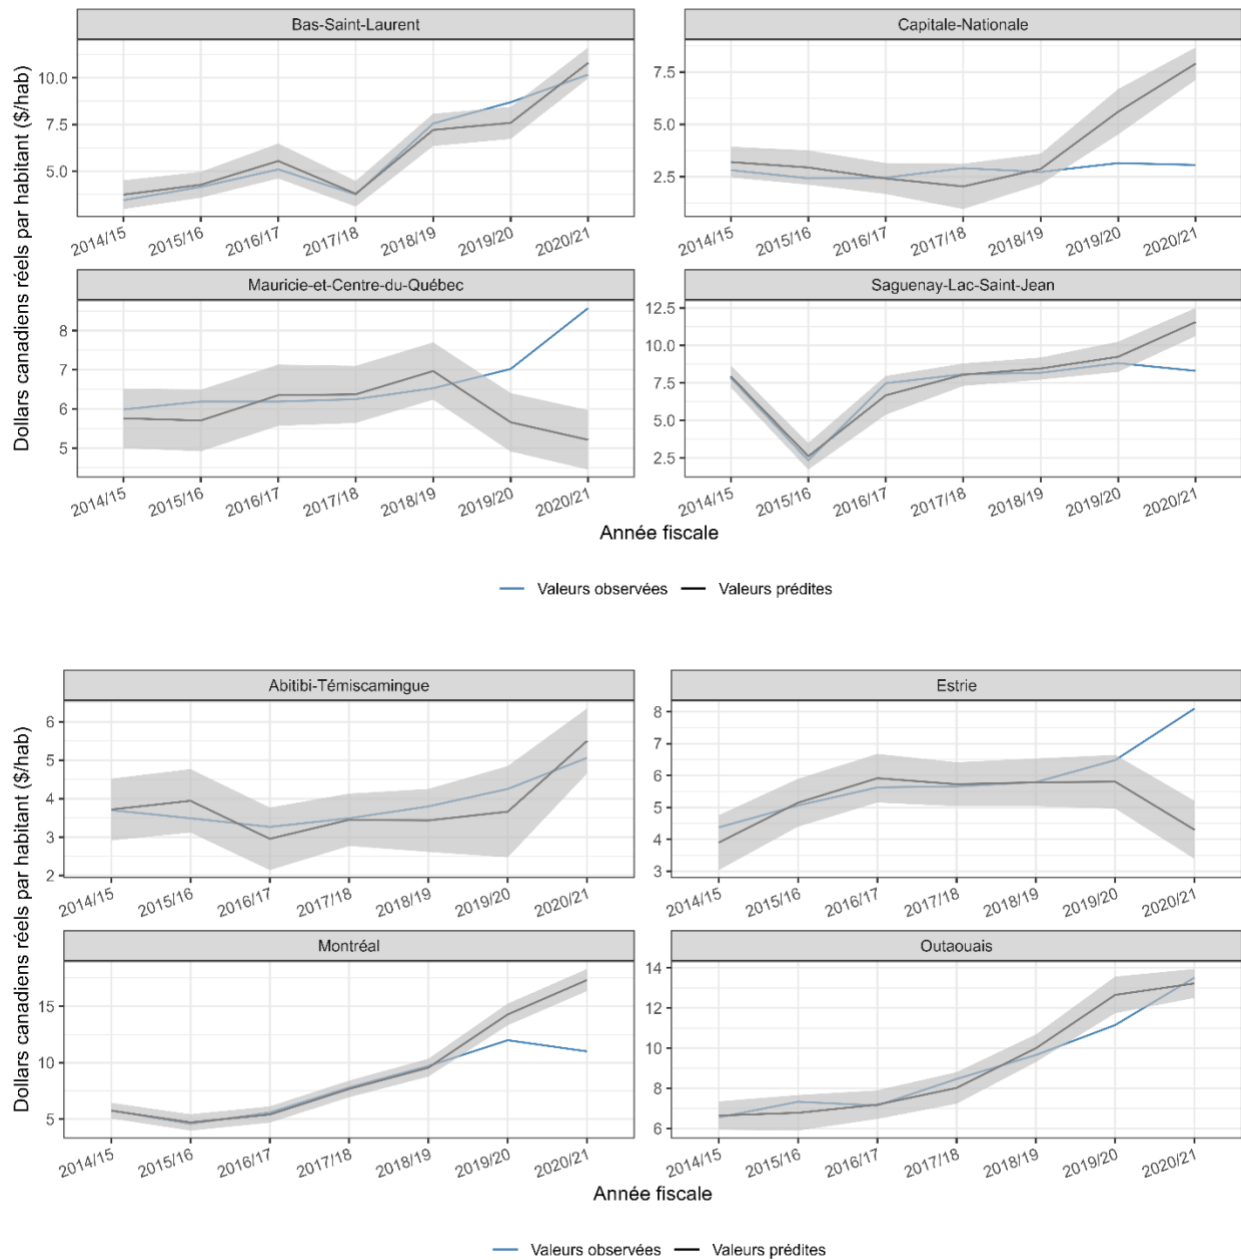 Bas-Saint-Laurent
Capitale-Nationale
Dollars canadiens réels par habitant ($/hab)
10.0
7.5
5.0
7.5
5.0
2.5
2014/15 2015/16 2016/17 2017/18 2018/19 2019/20 2020/21
2014/15 2015/16 2016/17 2017/18 2018/19 2019/20 2020/21
Mauricie-et-Centre-du-Québec
Saguenay-Lac-Saint-Jean
8
7
6
5
12.5
10.0
7.5
5.0
2.5
2014/15 2015/16 2016/17 2017/18 2018/19 2019/20 2020/21
2014/15 2015/16 2016/17 2017/18 2018/19 2019/20 2020/21
Année fiscale
Valeurs observées Valeurs prédites
Abitibi-Témiscamingue
Estrie
Dollars canadiens réels par habitant ($/hab)
6
5
4
3
2
8
7
6
5
4
3
2014/15 2015/16 2016/17 2017/18 2018/19 2019/20 2020/21
2014/15 2015/16 2016/17 2017/18 2018/19 2019/20 2020/21
Montréal
Outaouais
15
10
5
14
12
10
8
6
2014/15 2015/16 2016/17 2017/18 2018/19 2019/20 2020/21
2014/15 2015/16 2016/17 2017/18 2018/19 2019/20 2020/21
Année fiscale
Valeurs observées Valeurs prédites